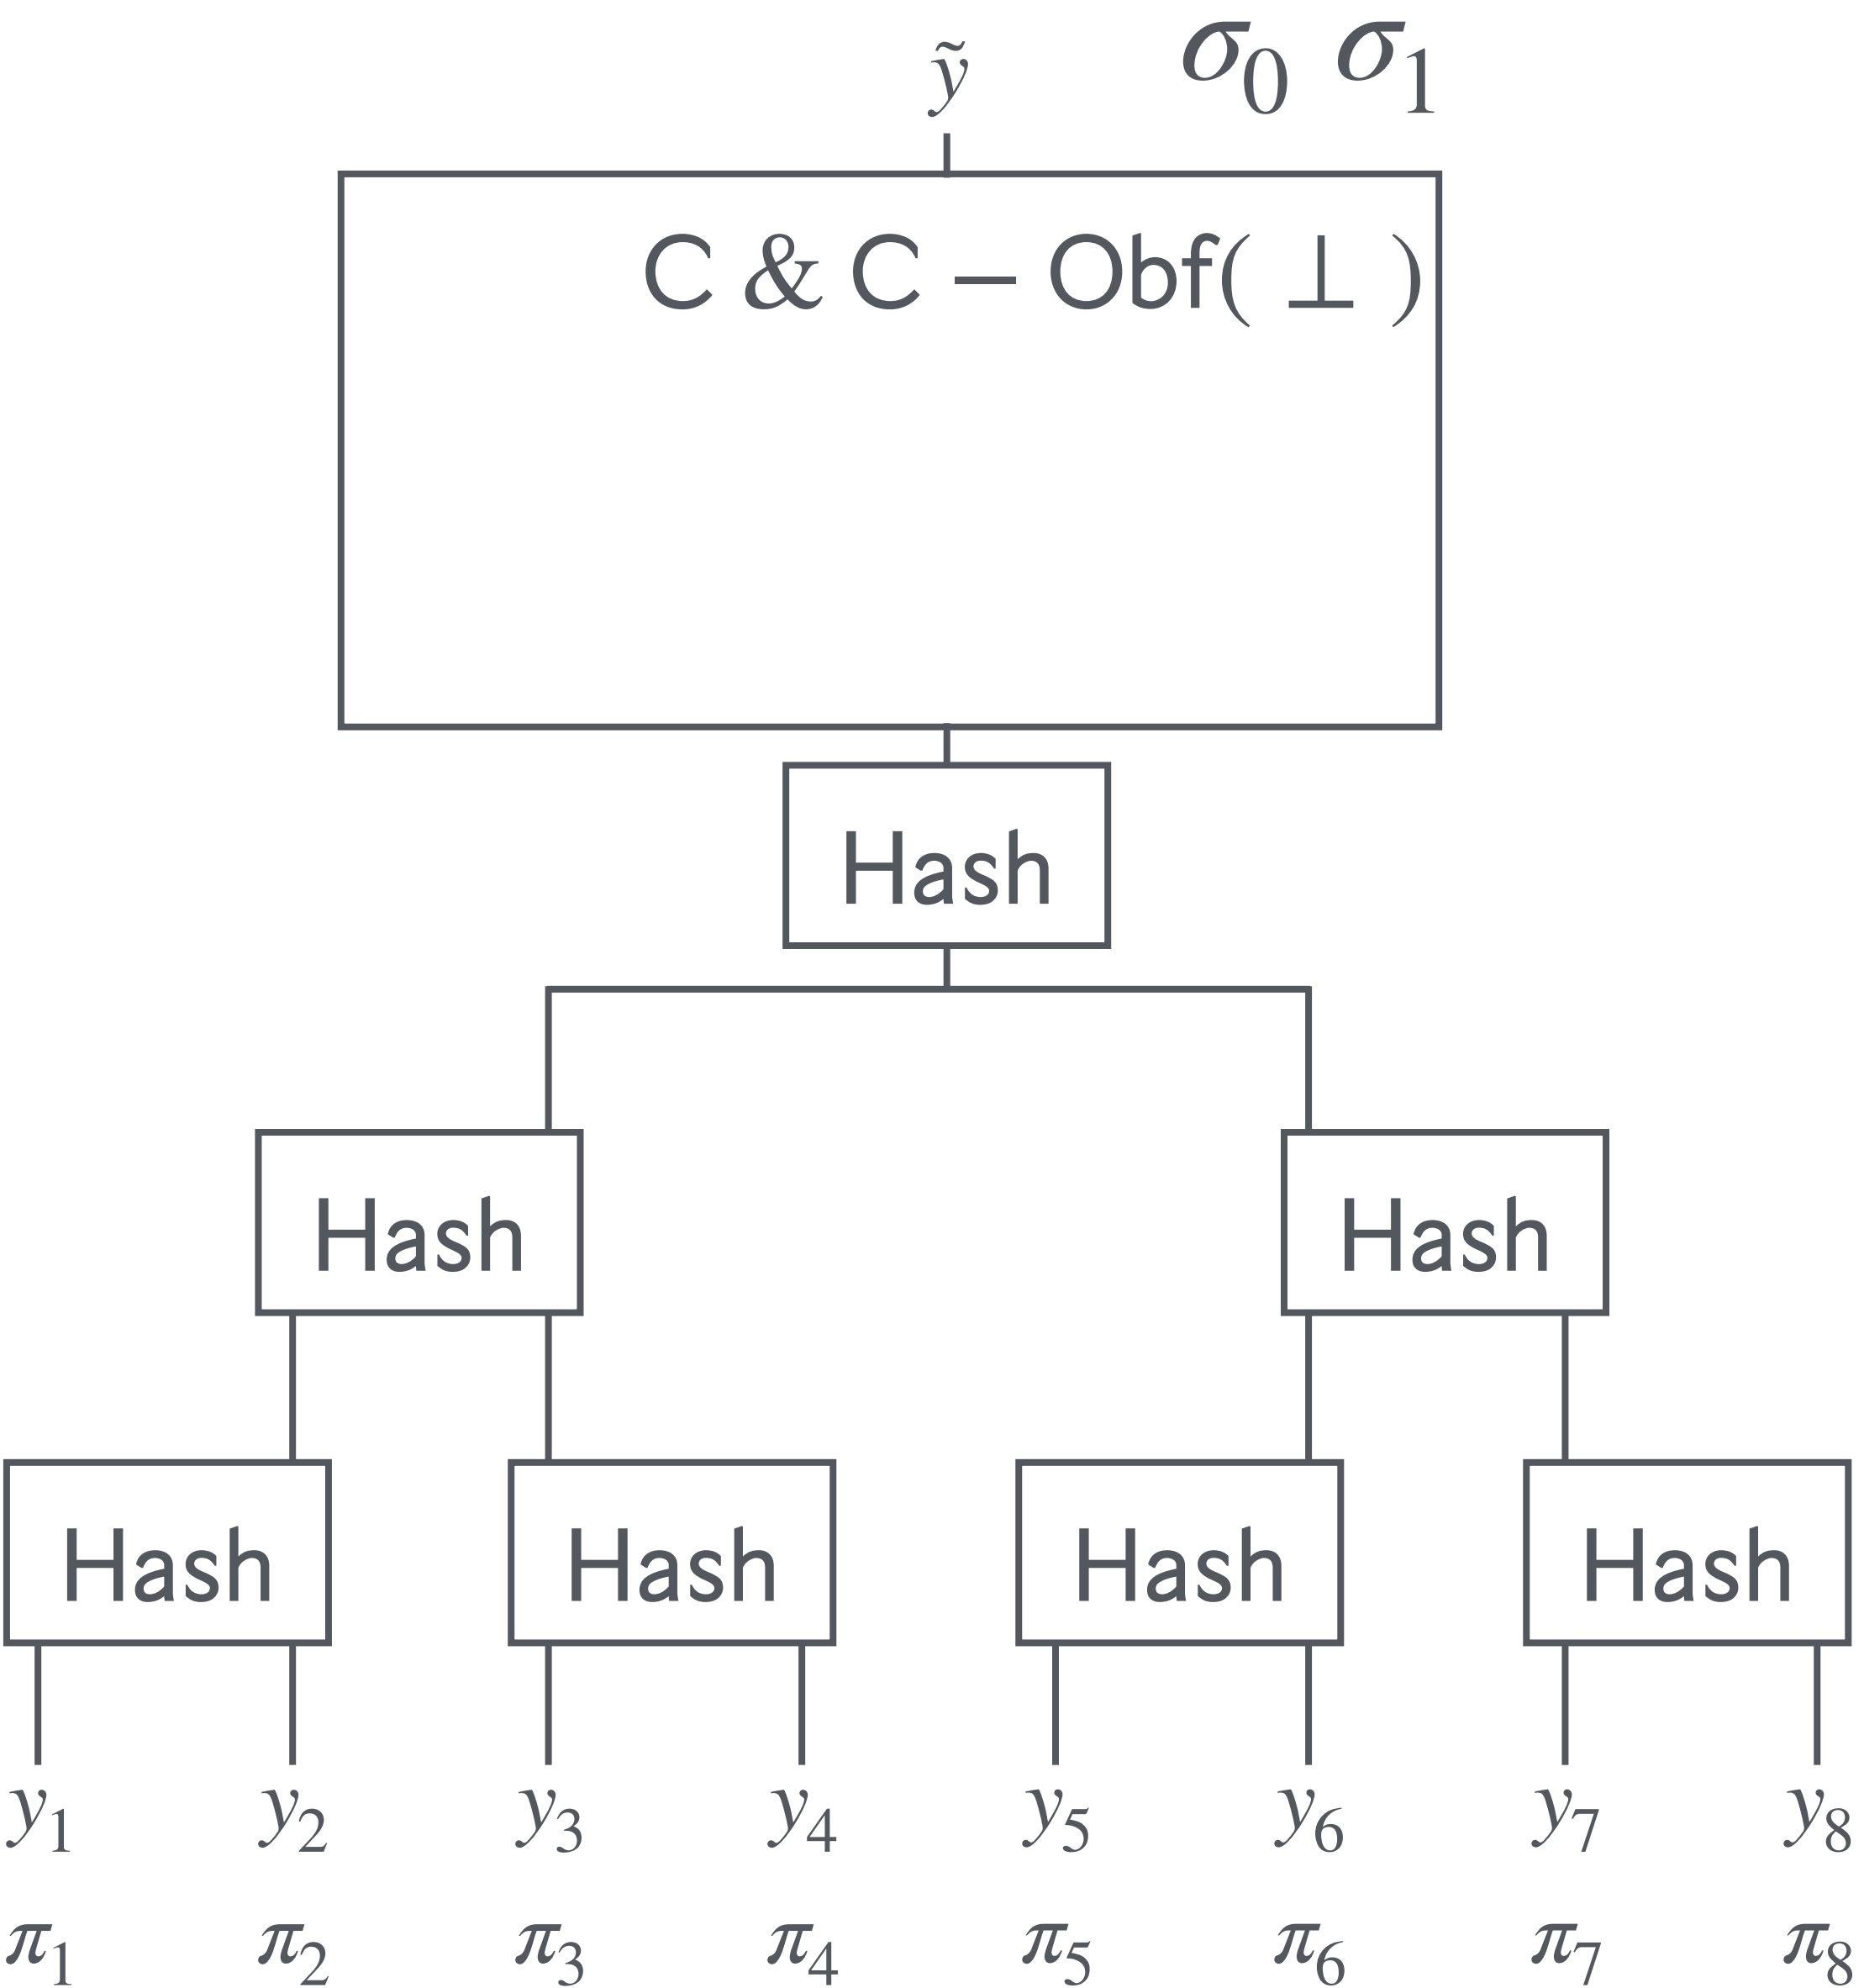 ỹ σ₀ σ₁
C & C – Obf( ⊥ )
Hash
Hash Hash
Hash Hash Hash Hash
y₁ y₂ y₃ y₄ y₅ y₆ y₇ y₈
π₁ π₂ π₃ π₄ π₅ π₆ π₇ π₈